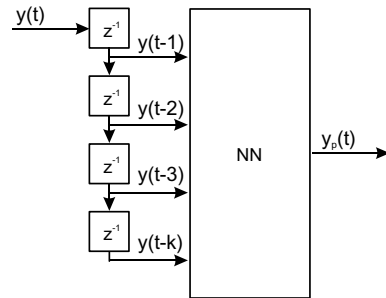 y(t)
z⁻¹
y(t-1)
z⁻¹
y(t-2)
z⁻¹
y(t-3)
z⁻¹
y(t-k)
NN
yₚ(t)